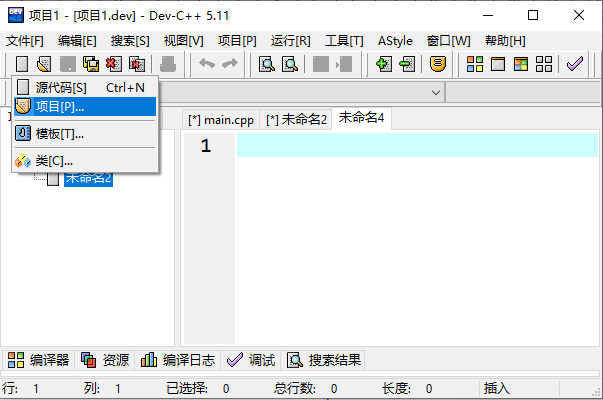 项目1 - [项目1.dev] - Dev-C++ 5.11
文件[F] 编辑[E] 搜索[S] 视图[V] 项目[P] 运行[R] 工具[T] AStyle 窗口[W] 帮助[H]
源代码[S] Ctrl+N
项目[P]...
模板[T]...
类[C]...
未命名2
[*] main.cpp [*] 未命名2 未命名4
1
编译器 资源 编译日志 调试 搜索结果
行: 1 列: 1 已选择: 0 总行数: 0 长度: 0 插入